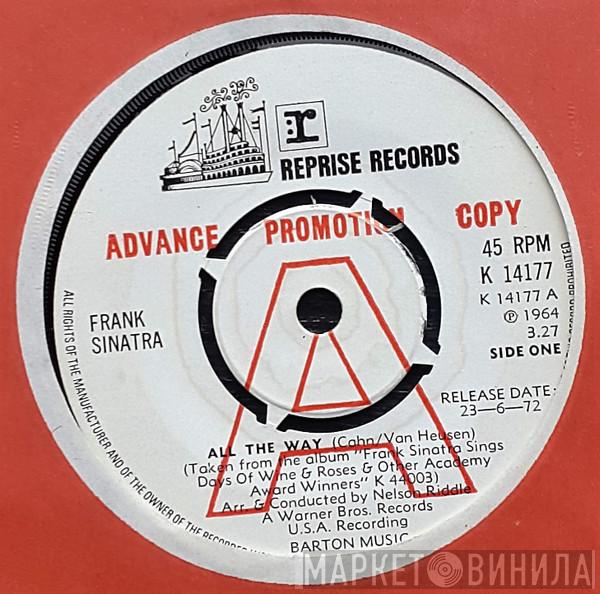 r
REPRISE RECORDS
ADVANCE PROMOTION COPY
45 RPM
K 14177
K 14177 A
℗ 1964
3.27
SIDE ONE
FRANK
SINATRA
RELEASE DATE:
23—6—72
ALL THE WAY (Cahn/Van Heusen)
(Taken from the album "Frank Sinatra Sings
Days Of Wine & Roses & Other Academy
Award Winners" K 44003)
Arr. & Conducted by Nelson Riddle
A Warner Bros. Records
U.S.A. Recording
BARTON MUSIC
ALL RIGHTS OF THE MANUFACTURER AND OF THE OWNER OF THE RECORDED
RECORD PROHIBITED
A
МАРКЕТ ВИНИЛА